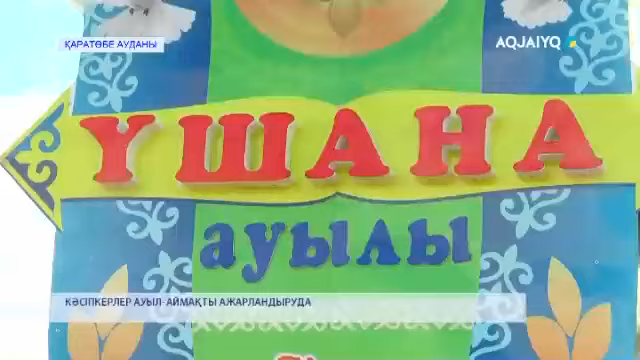 ҚАРАТӨБЕ АУДАНЫ
AQJAIYQ
ҮШАНА
ауылы
КӘСІПКЕРЛЕР АУЫЛ-АЙМАҚТЫ АЖАРЛАНДЫРУДА